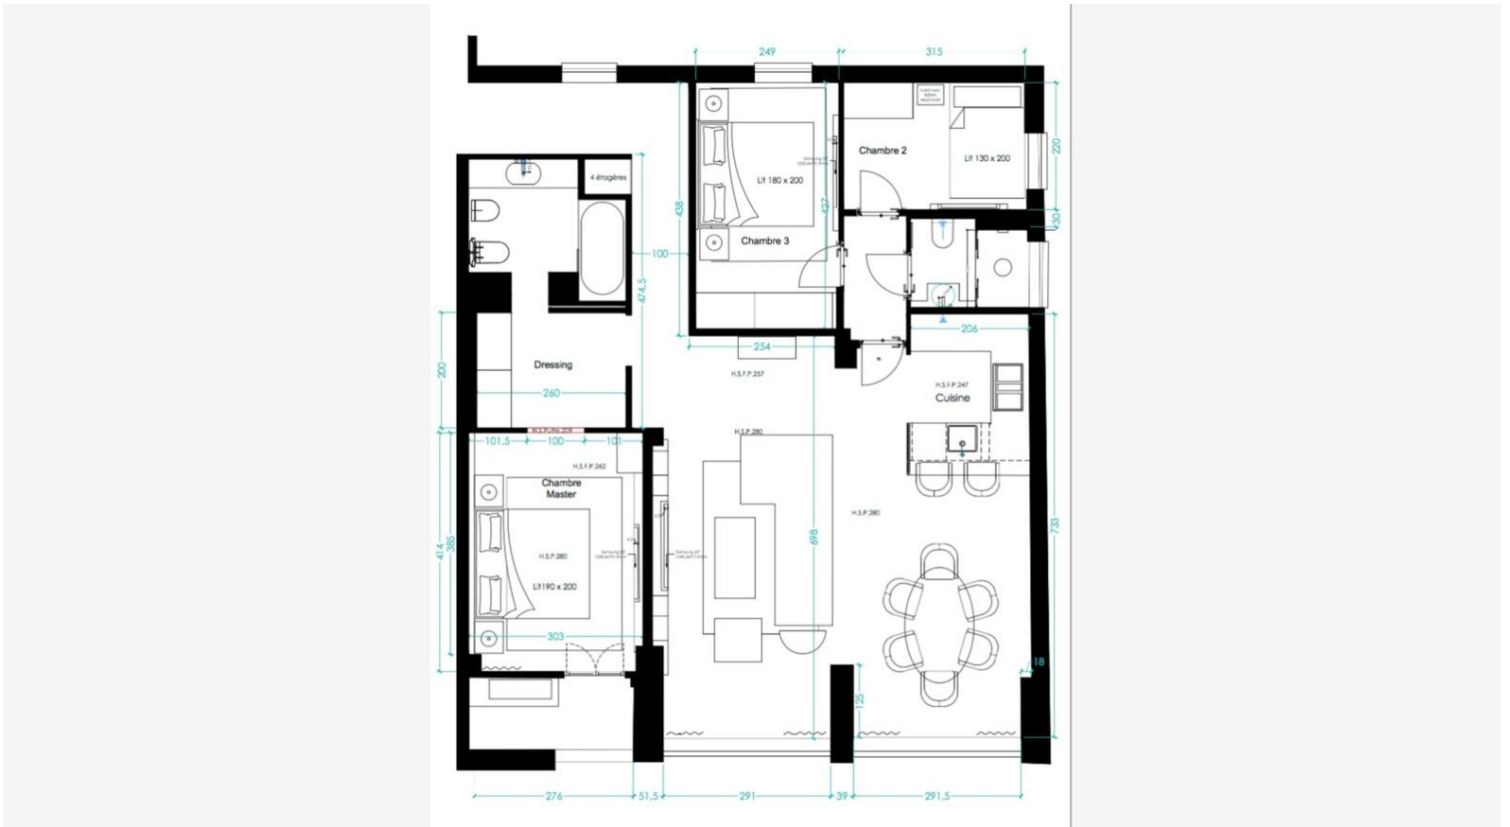 249
315
Chambre 2
Lit 130 x 200
220
Lit 180 x 200
4 étagères
438
427
30
Chambre 3
100
474,5
206
254
Dressing
H.S.F.P.257
H.S.F.P.247
Cuisine
200
260
H.S.P.280
101,5
100
101
H.S.F.P.262
Chambre
Master
H.S.P.280
733
698
414
385
H.S.P.280
Lit190 x 200
303
18
125
276
51,5
291
39
291,5